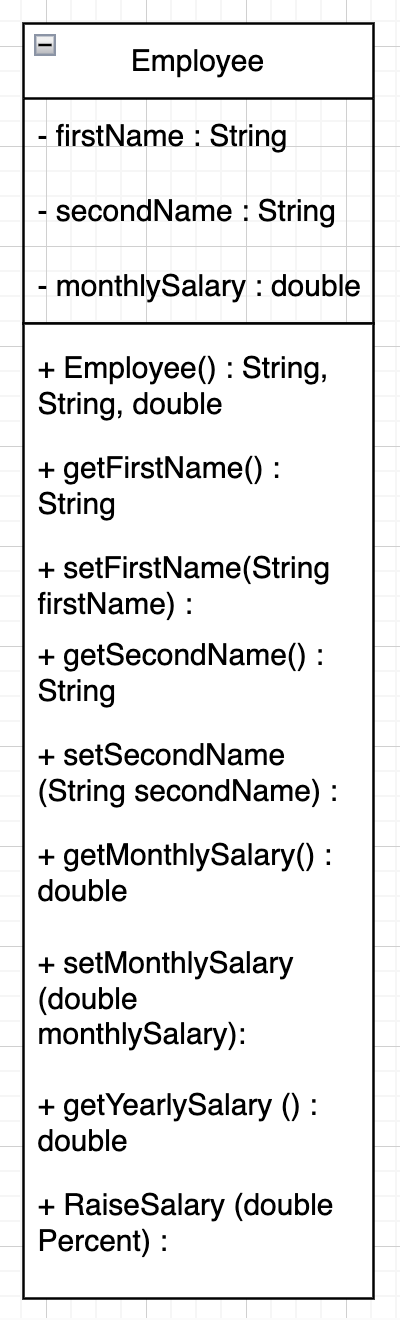 Employee
- firstName : String
- secondName : String
- monthlySalary : double
+ Employee() : String,
String, double
+ getFirstName() :
String
+ setFirstName(String
firstName) :
+ getSecondName() :
String
+ setSecondName
(String secondName) :
+ getMonthlySalary() :
double
+ setMonthlySalary
(double
monthlySalary):
+ getYearlySalary () :
double
+ RaiseSalary (double
Percent) :